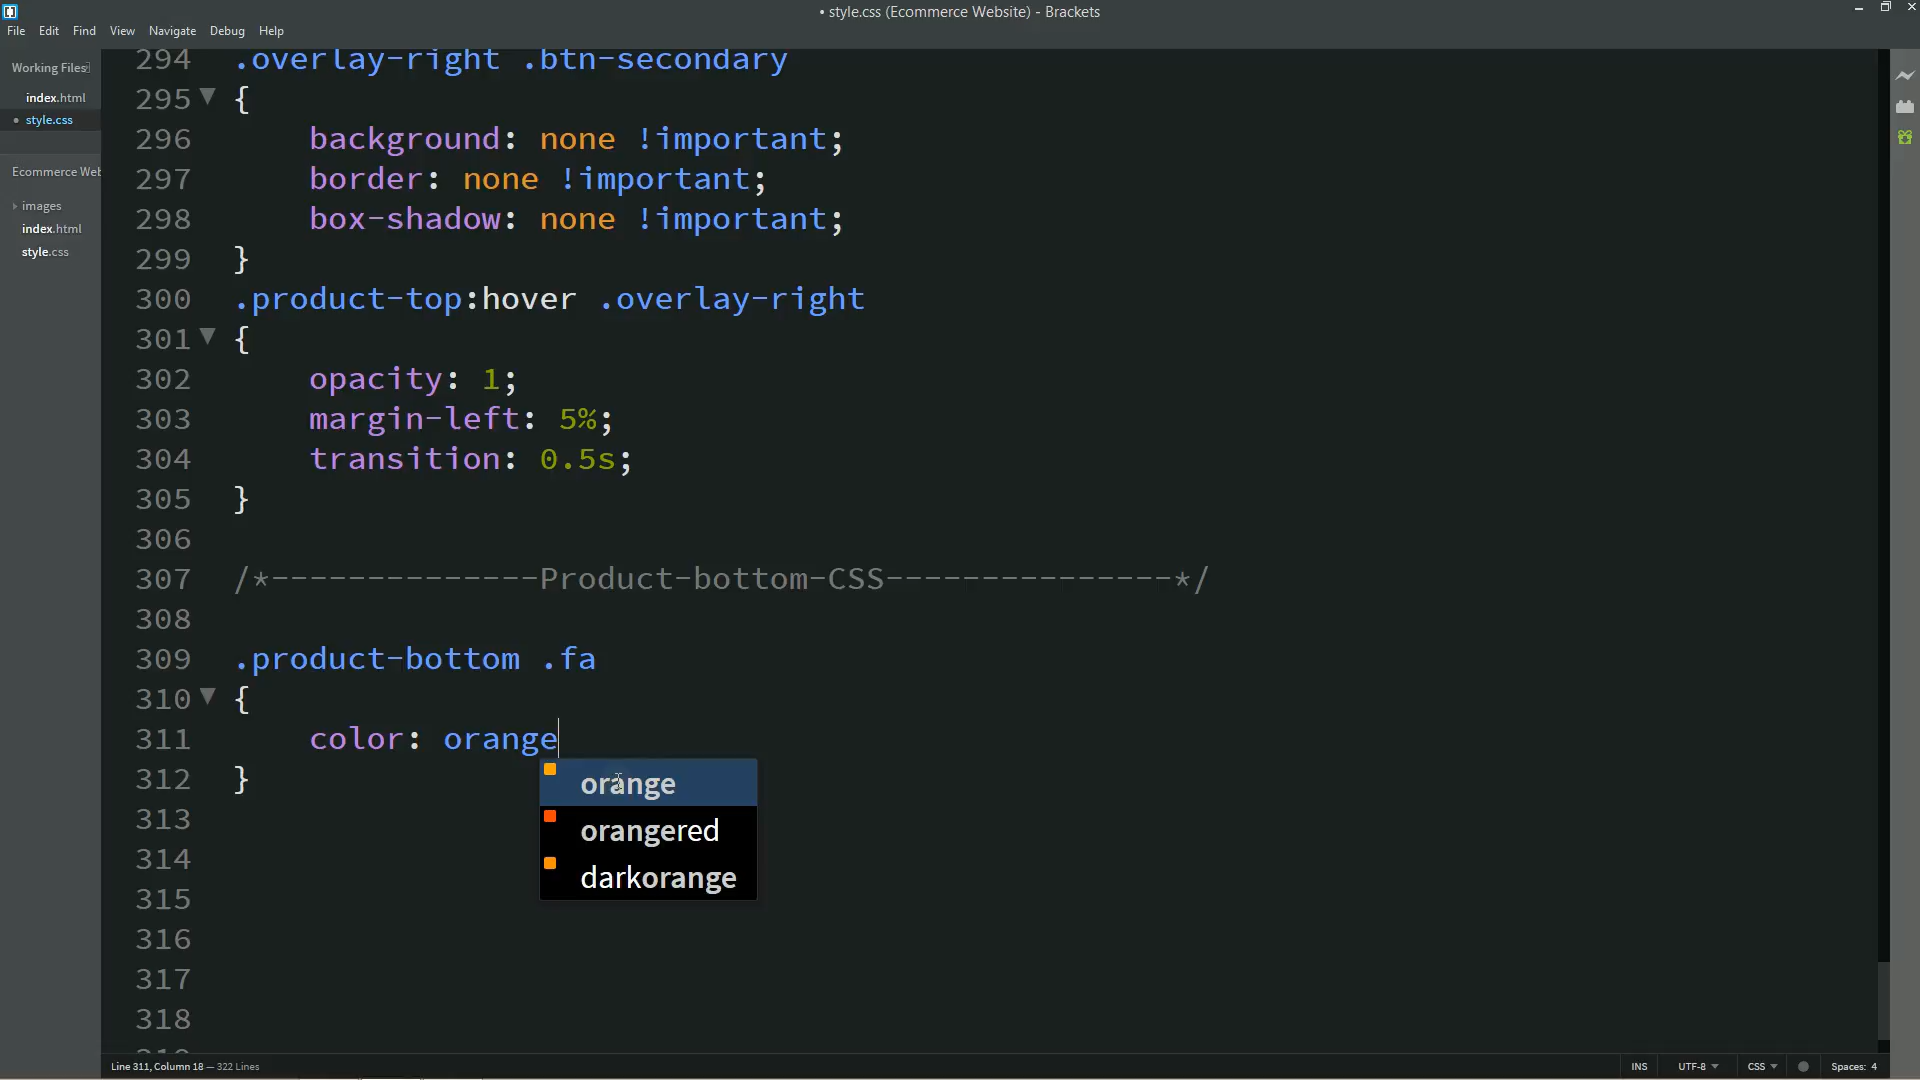 • style.css (Ecommerce Website) - Brackets
File Edit Find View Navigate Debug Help
Working Files
index.html
• style.css
Ecommerce Web
images
index.html
style.css
294 .overlay-right .btn-secondary
295 {
296 background: none !important;
297 border: none !important;
298 box-shadow: none !important;
299 }
300 .product-top:hover .overlay-right
301 {
302 opacity: 1;
303 margin-left: 5%;
304 transition: 0.5s;
305 }
306
307 /*--------------Product-bottom-CSS---------------*/
308
309 .product-bottom .fa
310 {
311 color: orange
312 }
orange
orangered
darkorange
313
314
315
316
317
318
Line 311, Column 18 — 322 Lines
INS UTF-8 CSS Spaces: 4